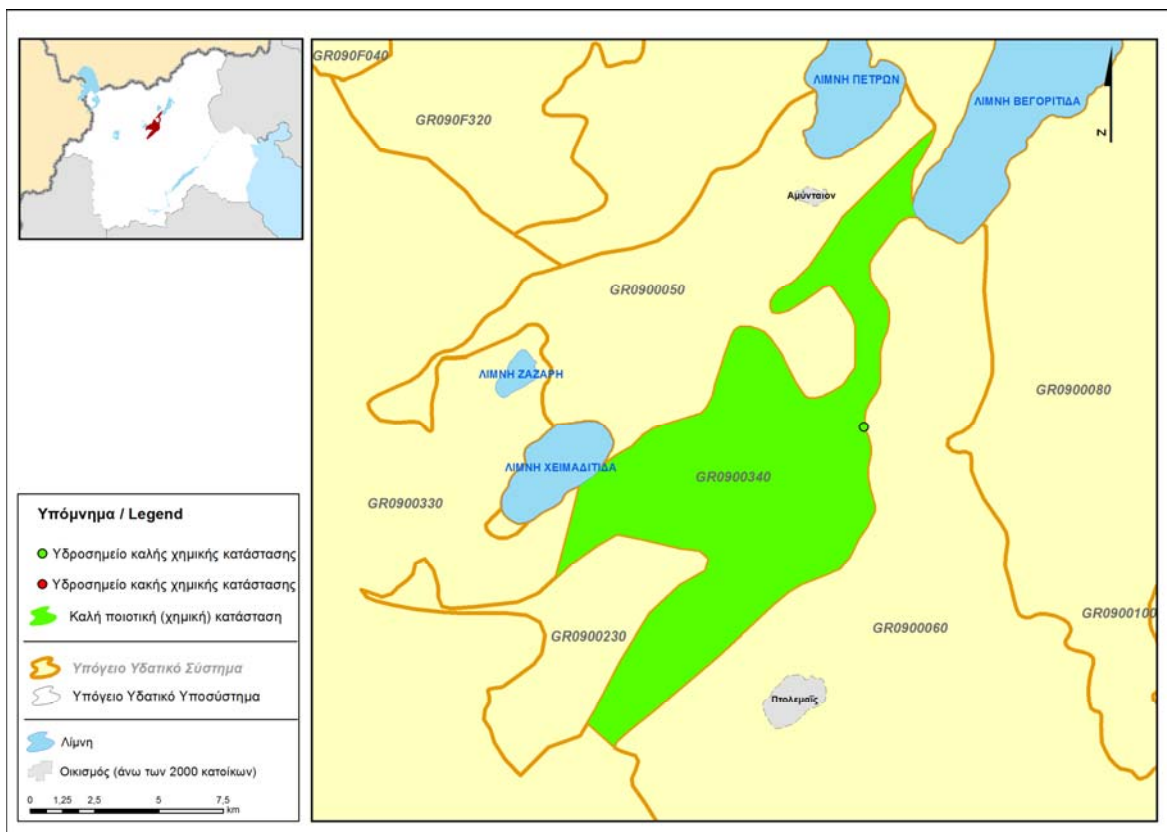 GR090F040
ΛΙΜΝΗ ΠΕΤΡΩΝ
ΛΙΜΝΗ ΒΕΓΟΡΙΤΙΔΑ
GR090F320
N
Αμύνταιον
GR0900050
ΛΙΜΝΗ ΖΑΖΑΡΗ
GR0900080
ΛΙΜΝΗ ΧΕΙΜΑΔΙΤΙΔΑ
GR0900340
GR0900330
GR0900100
GR0900230
GR0900060
Πτολεμαΐς
Υπόμνημα / Legend
Υδροσημείο καλής χημικής κατάστασης
Υδροσημείο κακής χημικής κατάστασης
Καλή ποιοτική (χημική) κατάσταση
Υπόγειο Υδατικό Σύστημα
Υπόγειο Υδατικό Υποσύστημα
Λίμνη
Οικισμός (άνω των 2000 κατοίκων)
0 1,25 2,5 5 7,5
km